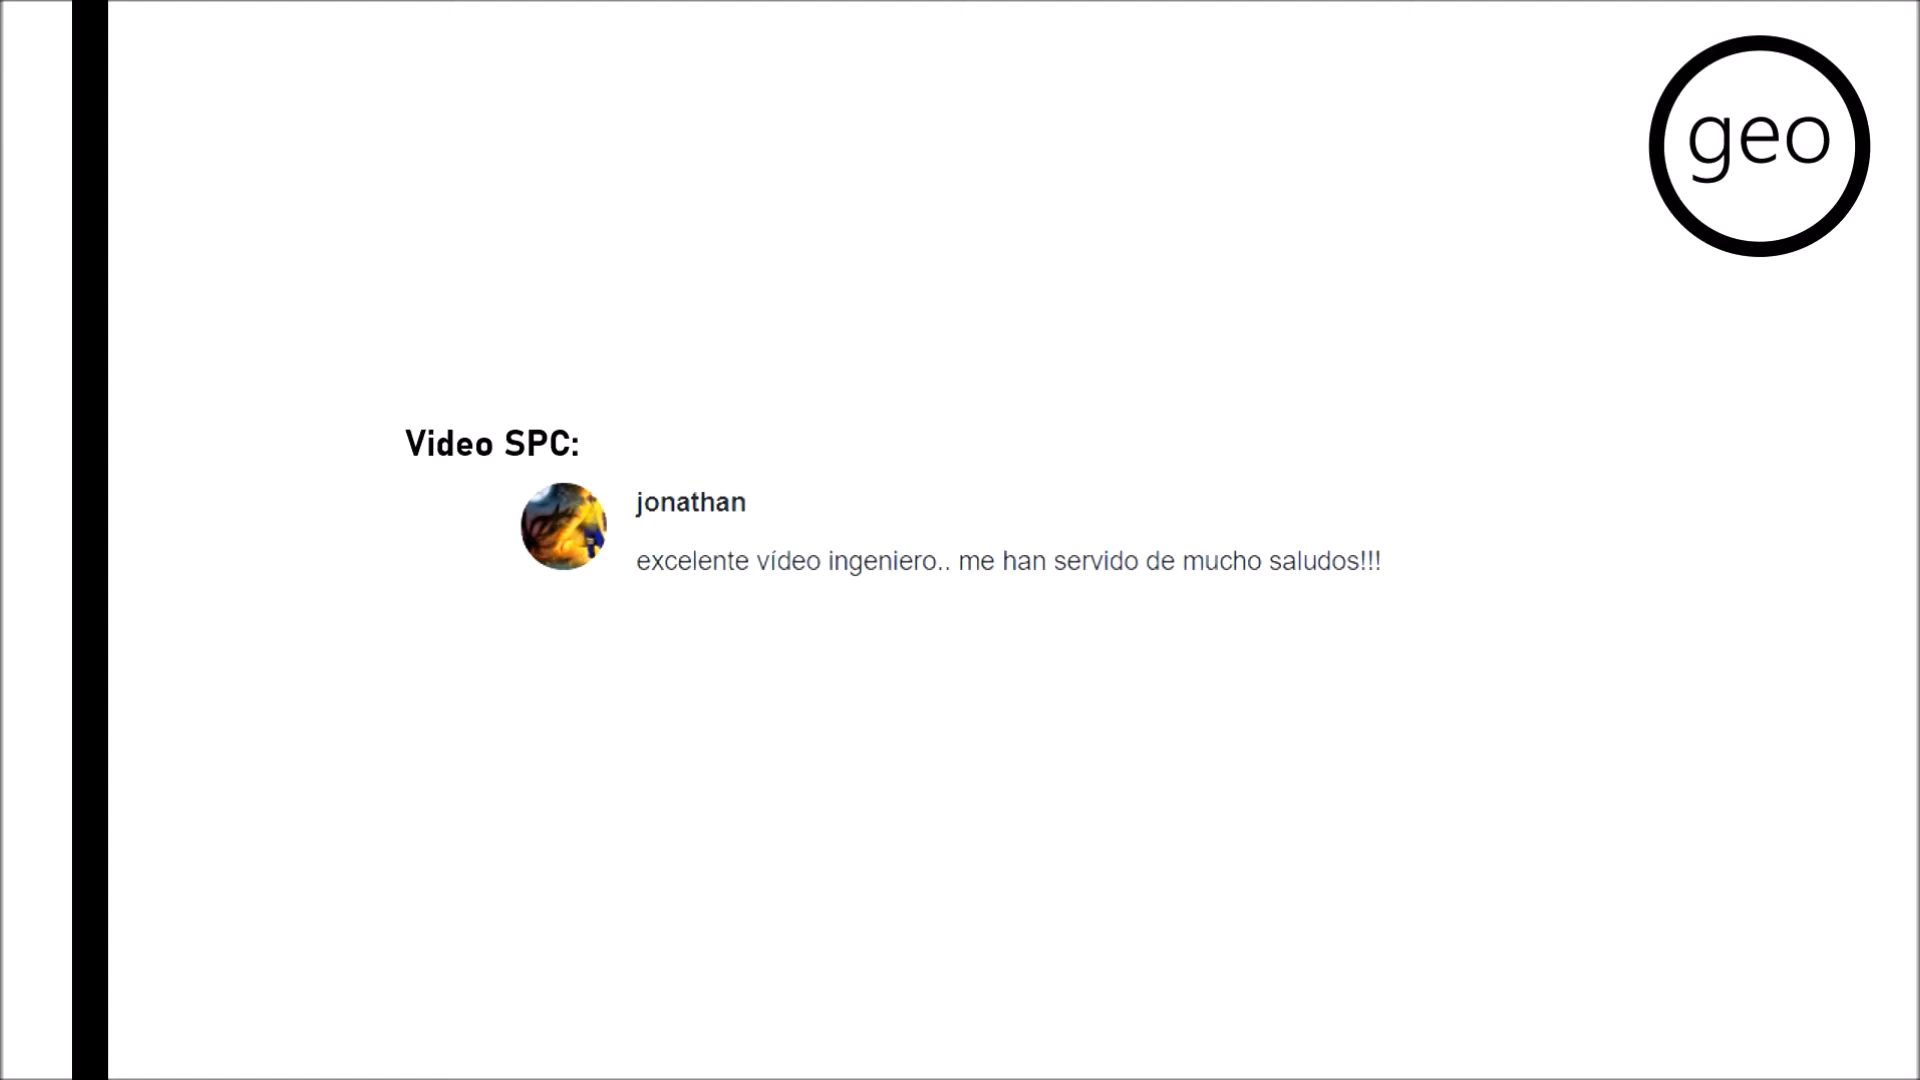 geo
Video SPC:
jonathan
excelente vídeo ingeniero.. me han servido de mucho saludos!!!